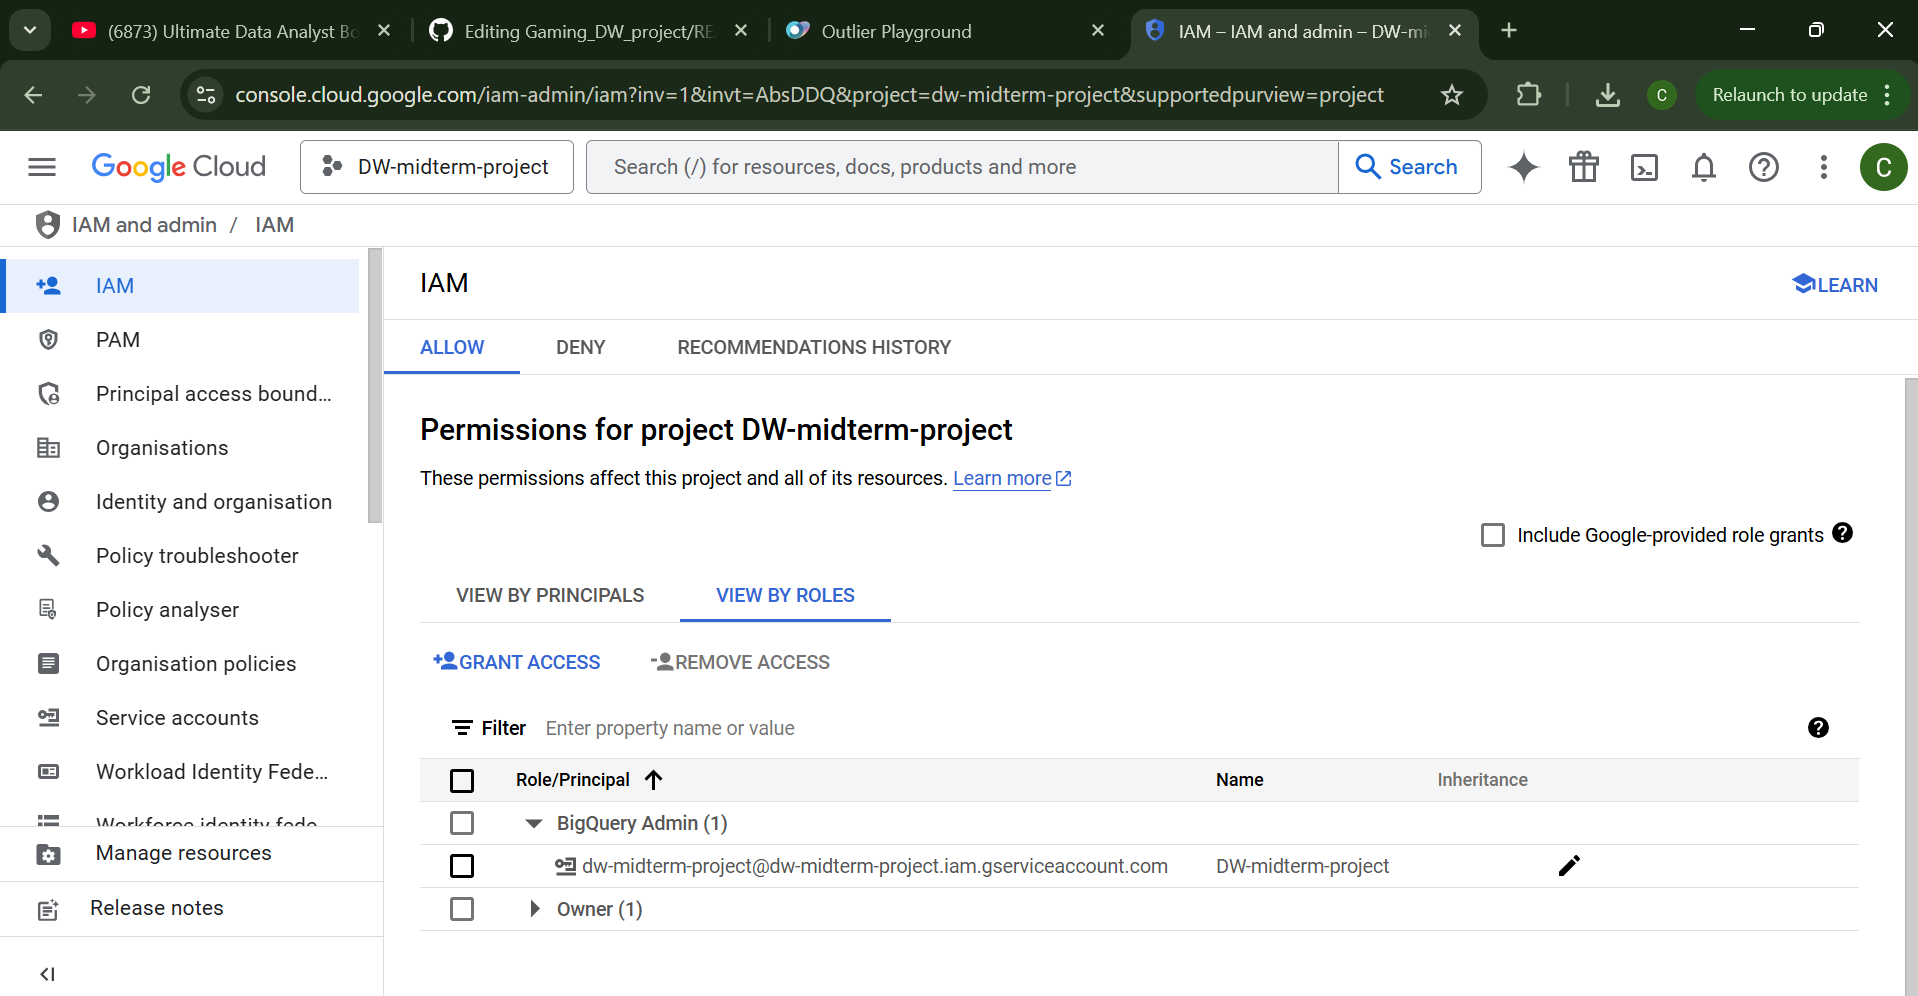 (6873) Ultimate Data Analyst Bo
Editing Gaming_DW_project/RE
Outlier Playground
IAM – IAM and admin – DW-mi
console.cloud.google.com/iam-admin/iam?inv=1&invt=AbsDDQ&project=dw-midterm-project&supportedpurview=project
C
Relaunch to update
Google Cloud
DW-midterm-project
Search (/) for resources, docs, products and more
Search
C
IAM and admin / IAM
IAM
PAM
Principal access bound...
Organisations
Identity and organisation
Policy troubleshooter
Policy analyser
Organisation policies
Service accounts
Workload Identity Fede...
Workforce identity fede
Manage resources
Release notes
IAM
LEARN
ALLOW
DENY
RECOMMENDATIONS HISTORY
Permissions for project DW-midterm-project
These permissions affect this project and all of its resources. Learn more
Include Google-provided role grants
VIEW BY PRINCIPALS
VIEW BY ROLES
GRANT ACCESS
REMOVE ACCESS
Filter Enter property name or value
Role/Principal Name Inheritance
BigQuery Admin (1)
dw-midterm-project@dw-midterm-project.iam.gserviceaccount.com DW-midterm-project
Owner (1)